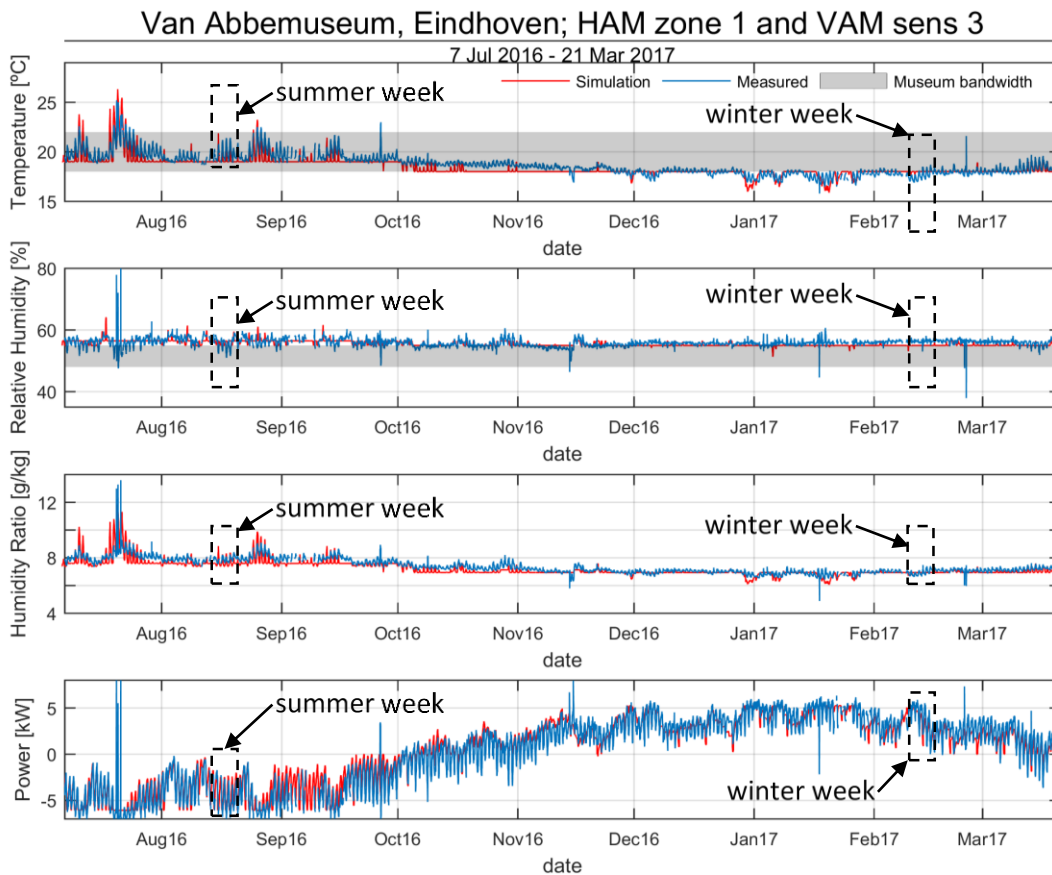 Van Abbemuseum, Eindhoven; HAM zone 1 and VAM sens 3
7 Jul 2016 - 21 Mar 2017
Simulation Measured Museum bandwidth
summer week
winter week
Temperature [ºC]
25
20
15
Aug16 Sep16 Oct16 Nov16 Dec16 Jan17 Feb17 Mar17
date
Relative Humidity [%]
80
60
40
summer week
winter week
Aug16 Sep16 Oct16 Nov16 Dec16 Jan17 Feb17 Mar17
date
Humidity Ratio [g/kg]
12
8
6
4
summer week
winter week
Aug16 Sep16 Oct16 Nov16 Dec16 Jan17 Feb17 Mar17
date
Power [kW]
5
0
-5
summer week
winter week
Aug16 Sep16 Oct16 Nov16 Dec16 Jan17 Feb17 Mar17
date